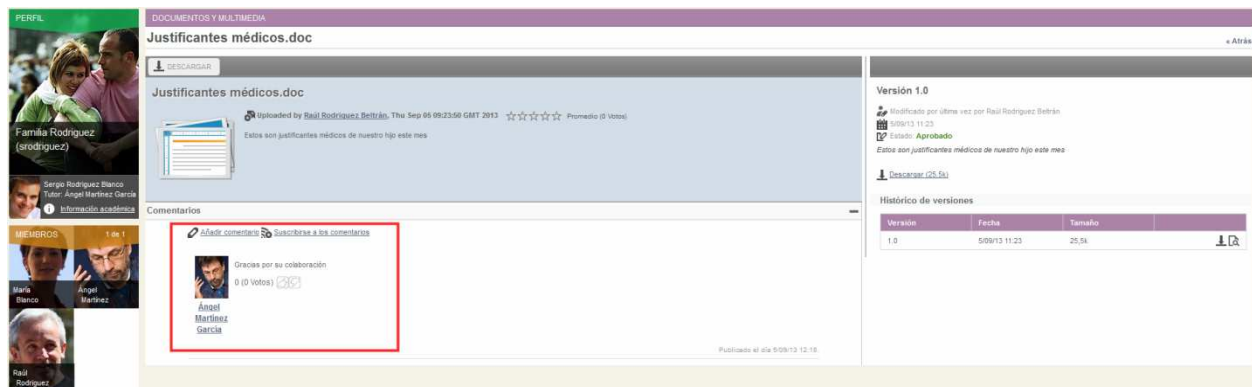 PERFIL
Familia Rodriguez
(srodriguez)
Sergio Rodriguez Blanco
Tutor: Ángel Martínez García
Información académica
MIEMBROS 1 de 1
María
Blanco
Ángel
Martinez
Raúl
Rodriguez
DOCUMENTOS Y MULTIMEDIA
Justificantes médicos.doc
« Atrás
DESCARGAR
Justificantes médicos.doc
Uploaded by Raúl Rodriguez Beltrán, Thu Sep 05 09:23:50 GMT 2013 Promedio (0 Votos)
Estos son justificantes médicos de nuestro hijo este mes
Comentarios
Añadir comentario Suscribirse a los comentarios
Gracias por su colaboración
0 (0 Votos)
Ángel
Martínez
García
Publicado el día 5/09/13 12:18.
Versión 1.0
Modificado por última vez por Raúl Rodriguez Beltrán
5/09/13 11:23
Estado: Aprobado
Estos son justificantes médicos de nuestro hijo este mes
Descargar (25,5k)
Histórico de versiones
Versión Fecha Tamaño
1.0 5/09/13 11:23 25,5k